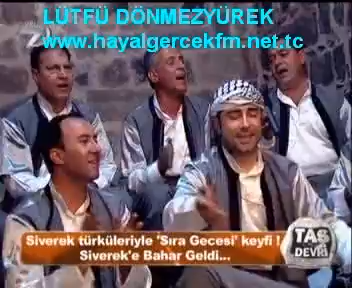 LÜTFÜ DÖNMEZYÜREK
www.hayalgercekfm.net.tc
Siverek türküleriyle 'Sıra Gecesi' keyfi !
Siverek'e Bahar Geldi...
TAŞ
DEVRİ